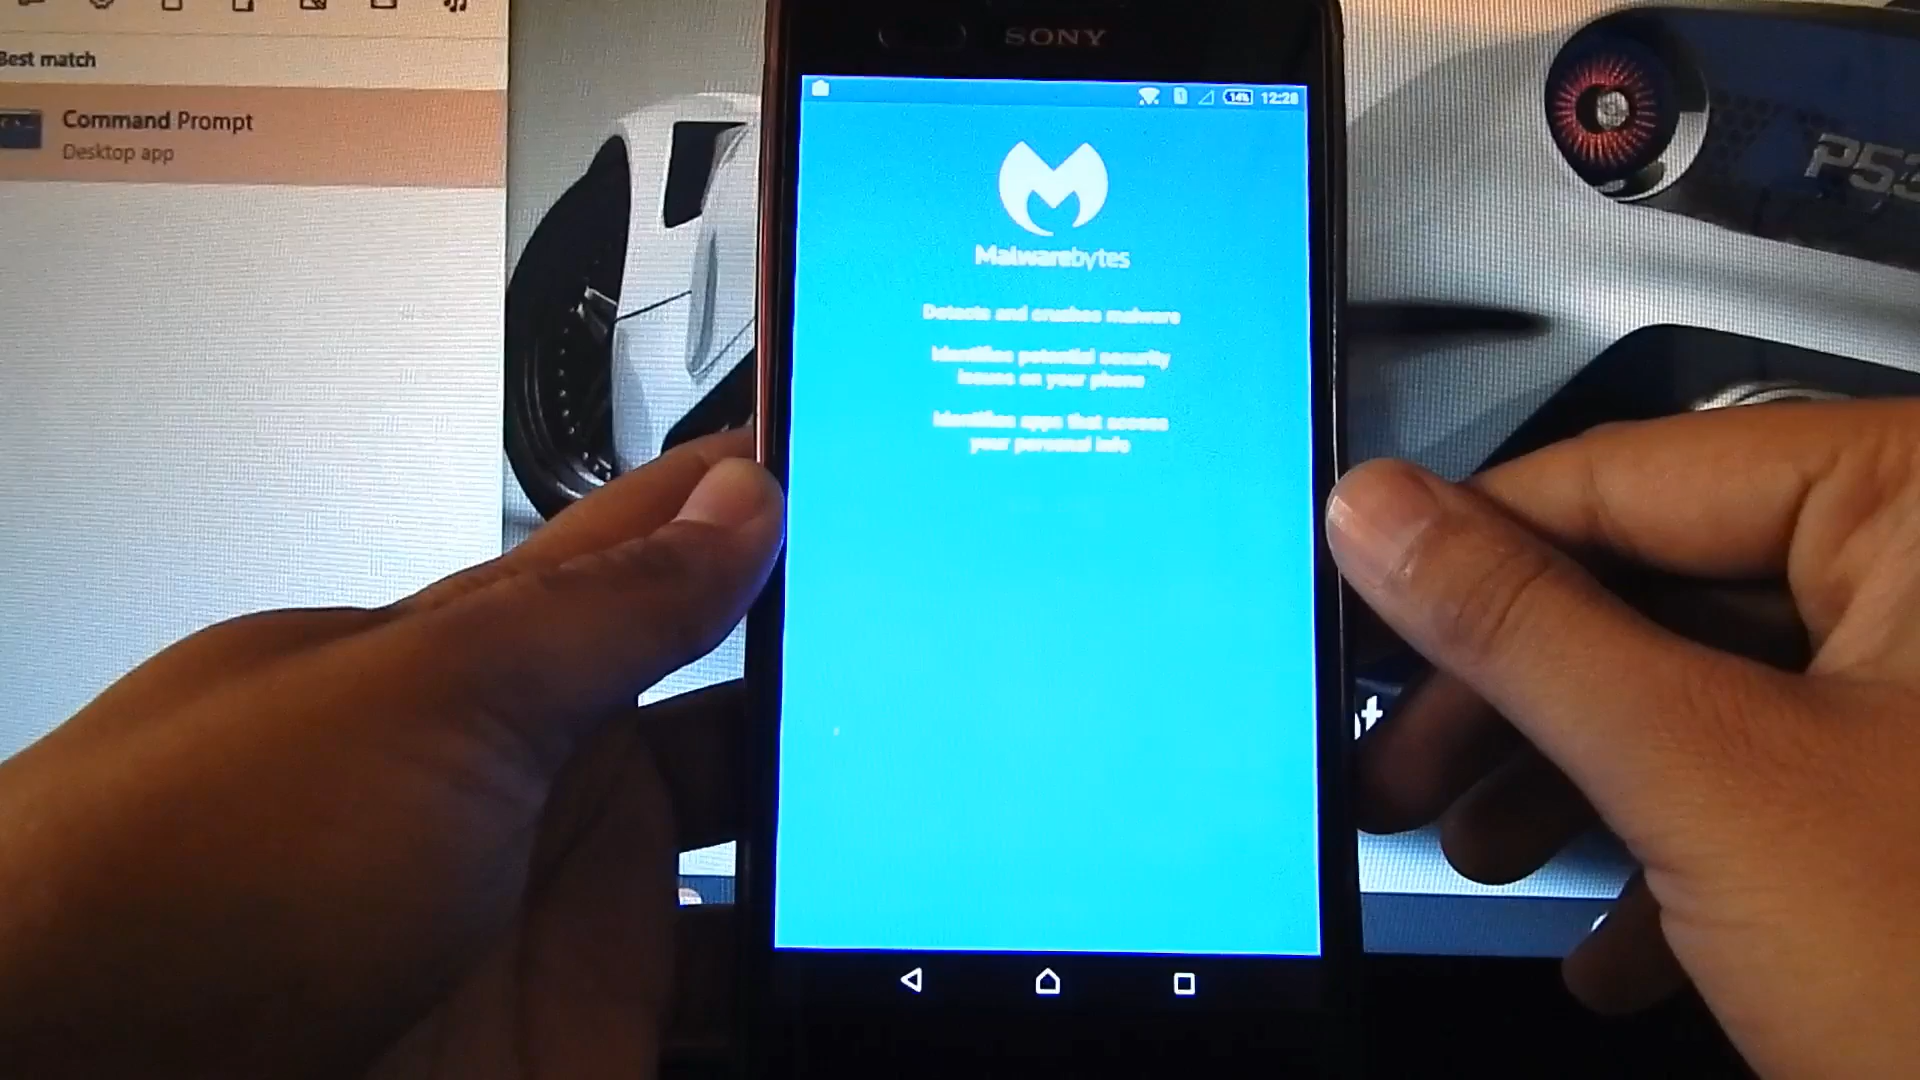 Best match
Command Prompt
Desktop app
SONY
14% 12:28
Malwarebytes
Detects and crushes malware
Identifies potential security
issues on your phone
Identifies apps that access
your personal info